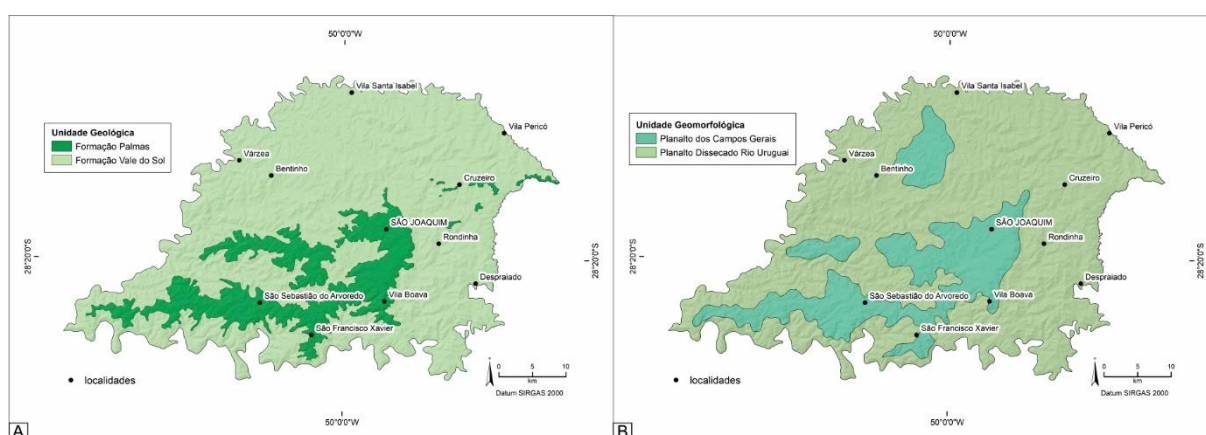 50°0'0"W
Vila Santa Isabel
Unidade Geológica
Formação Palmas
Formação Vale do Sol
Vila Pericó
Várzea
Bentinho
Cruzeiro
SÃO JOAQUIM
Rondinha
28°20'0"S
28°20'0"S
Despraiado
São Sebastião do Arvoredo
Vila Boava
São Francisco Xavier
localidades
0 5 10
km
Datum SIRGAS 2000
50°0'0"W
A
50°0'0"W
Vila Santa Isabel
Unidade Geomorfológica
Planalto dos Campos Gerais
Planalto Dissecado Rio Uruguai
Vila Pericó
Várzea
Bentinho
Cruzeiro
SÃO JOAQUIM
Rondinha
28°20'0"S
Despraiado
São Sebastião do Arvoredo
Vila Boava
São Francisco Xavier
localidades
0 5 10
km
Datum SIRGAS 2000
50°0'0"W
B